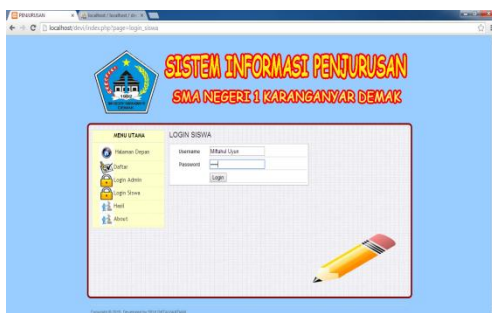 PENJURUSAN
localhost/devi/index.php?page=login_siswa
SISTEM INFORMASI PENJURUSAN
SMA NEGERI 1 KARANGANYAR DEMAK
MENU UTAMA
Halaman Depan
Daftar
Login Admin
Login Siswa
Hasil
About
LOGIN SISWA
Username
Miftahul Uyun
Password
Login